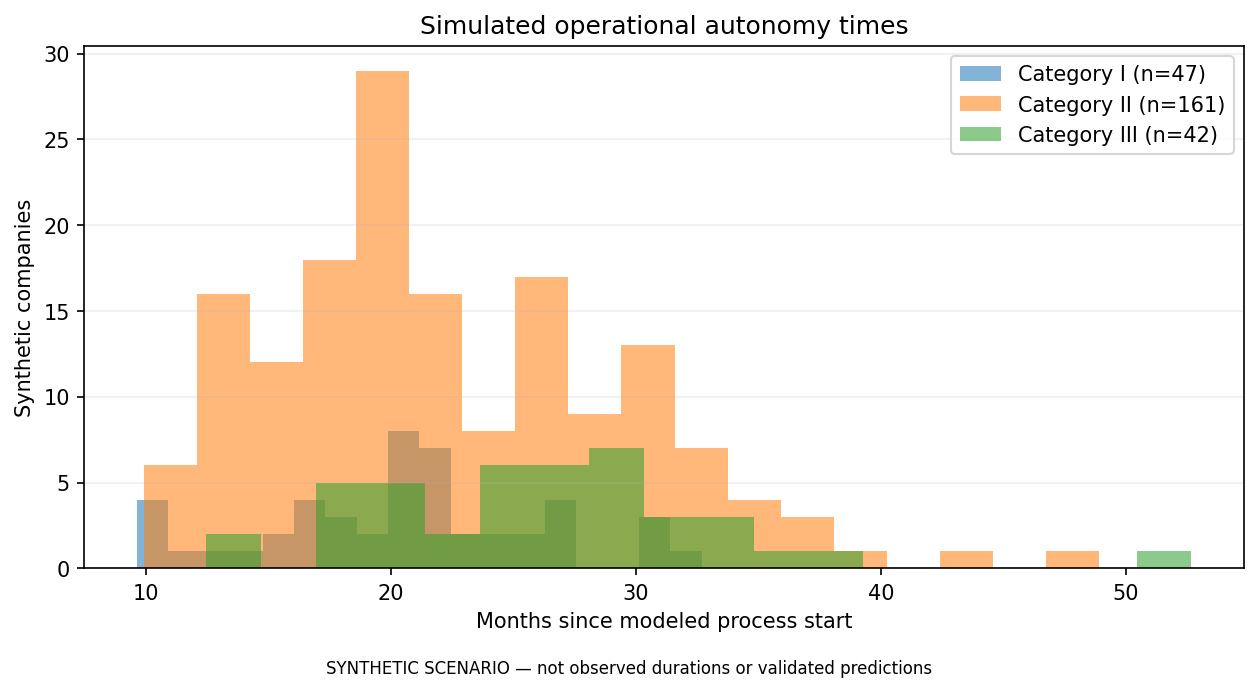 Simulated operational autonomy times
Category I (n=47)
Category II (n=161)
Category III (n=42)
Synthetic companies
30
25
20
15
10
5
0
10 20 30 40 50
Months since modeled process start
SYNTHETIC SCENARIO — not observed durations or validated predictions